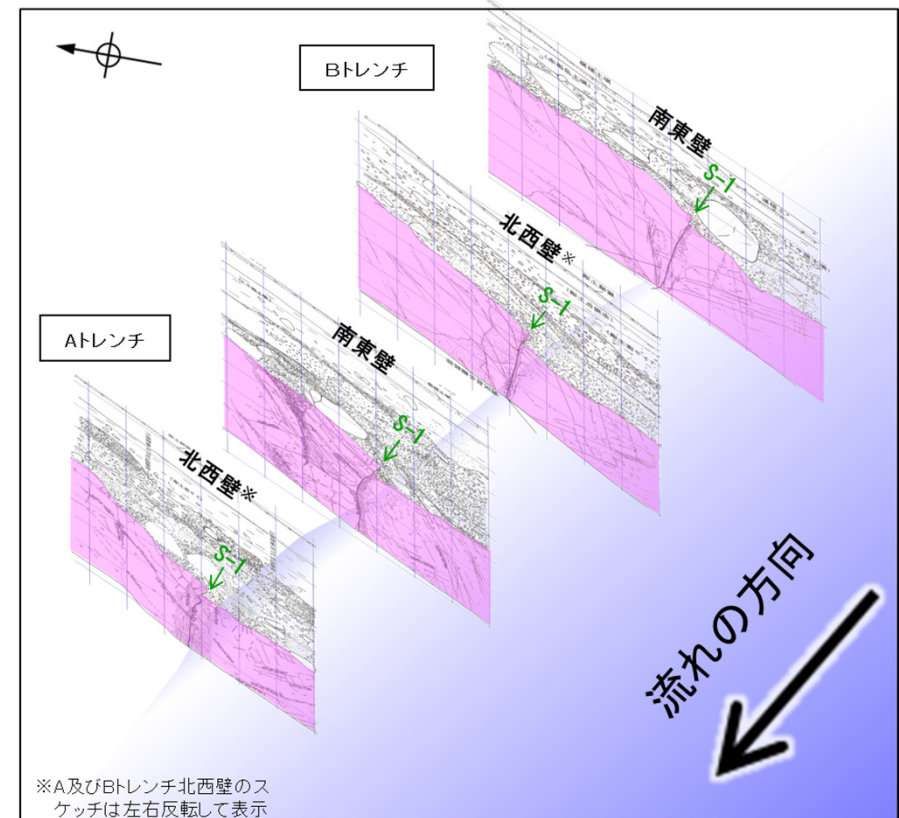 Bトレンチ
南東壁
S-1
北西壁※
S-1
Aトレンチ
南東壁
S-1
北西壁※
S-1
流れの方向
※A及びBトレンチ北西壁のス
ケッチは左右反転して表示